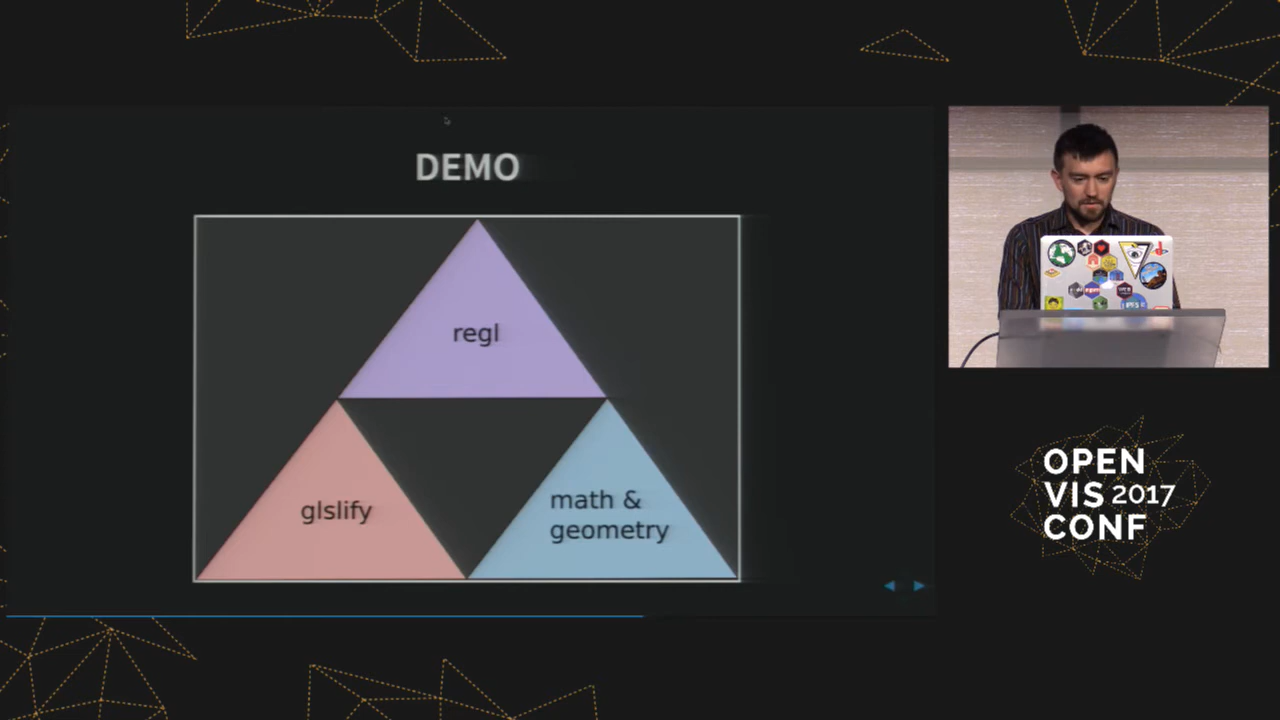 DEMO
regl
glslify
math &
geometry
OPEN
VIS 2017
CONF